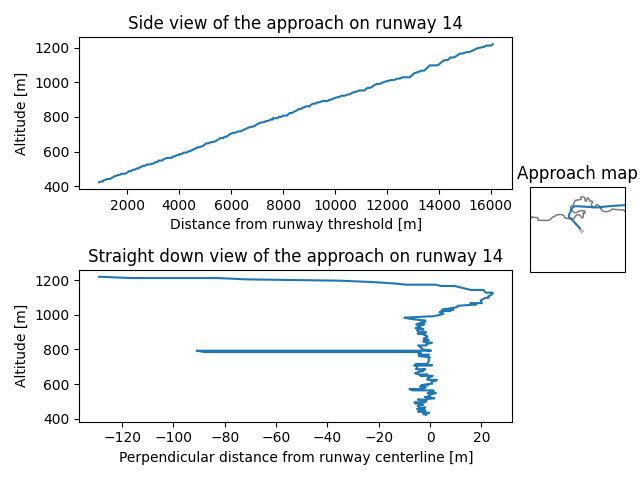 Side view of the approach on runway 14
1200
1000
800
600
400
Altitude [m]
2000 4000 6000 8000 10000 12000 14000 16000
Distance from runway threshold [m]
Approach map
Straight down view of the approach on runway 14
1200
1000
800
600
400
Altitude [m]
−120 −100 −80 −60 −40 −20 0 20
Perpendicular distance from runway centerline [m]